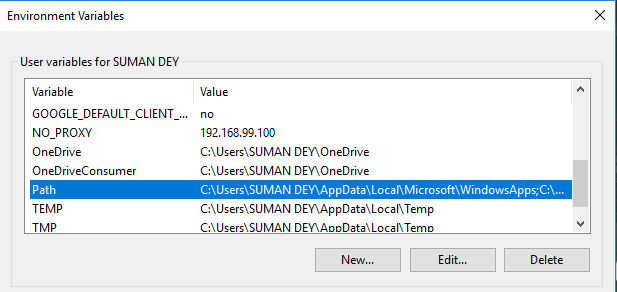 Environment Variables
User variables for SUMAN DEY
Variable Value
GOOGLE_DEFAULT_CLIENT_... no
NO_PROXY 192.168.99.100
OneDrive C:\Users\SUMAN DEY\OneDrive
OneDriveConsumer C:\Users\SUMAN DEY\OneDrive
Path C:\Users\SUMAN DEY\AppData\Local\Microsoft\WindowsApps;C:\...
TEMP C:\Users\SUMAN DEY\AppData\Local\Temp
TMP C:\Users\SUMAN DEY\AppData\Local\Temp
New... Edit... Delete